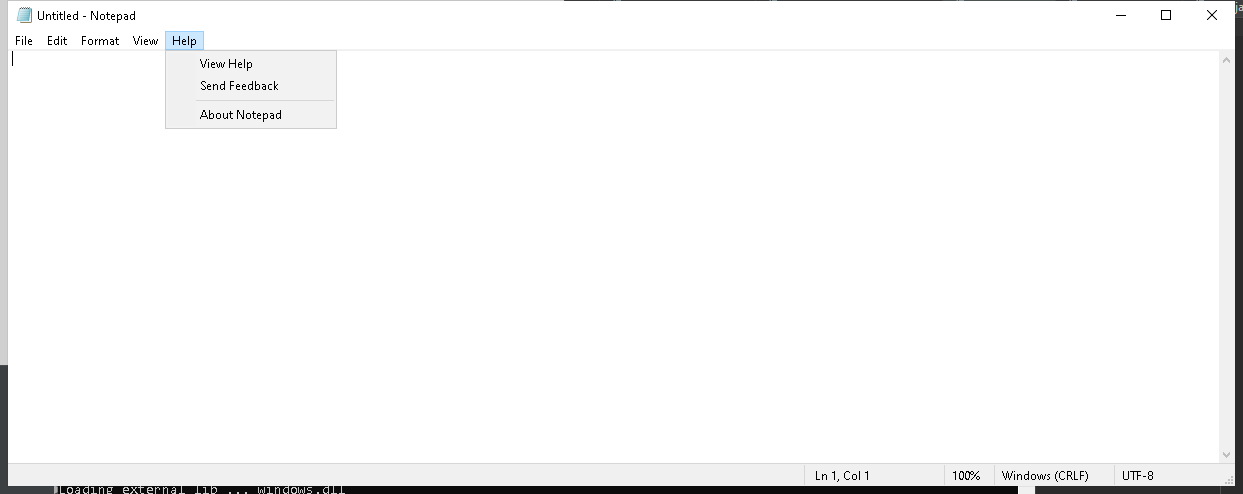 Untitled - Notepad
File Edit Format View Help
View Help
Send Feedback
About Notepad
Ln 1, Col 1 100% Windows (CRLF) UTF-8
Loading external lib ... windows.dll